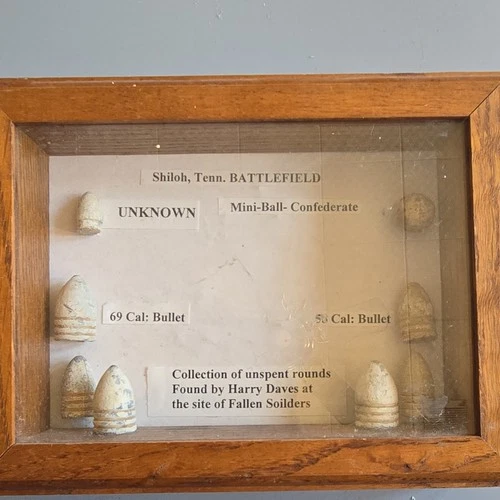 Shiloh, Tenn. BATTLEFIELD
UNKNOWN
Mini-Ball- Confederate
69 Cal: Bullet
Cal: Bullet
Collection of unspent rounds
Found by Harry Daves at
the site of Fallen Soilders